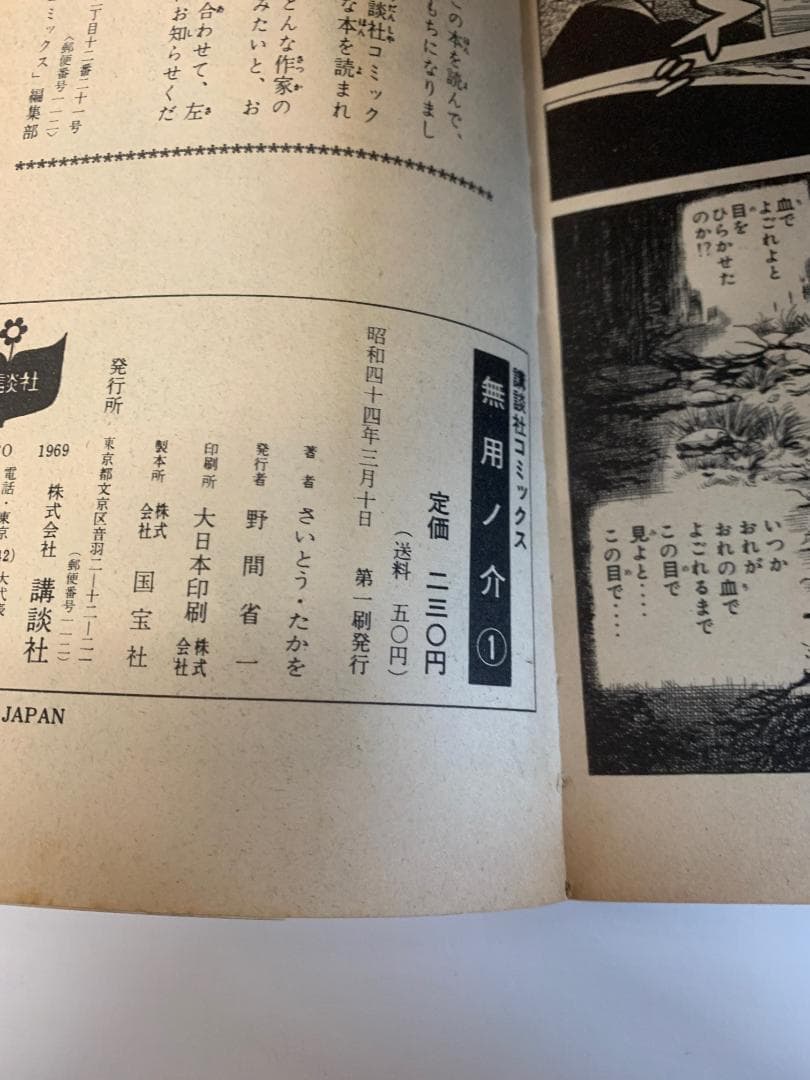 血で
よごれよと
目を
ひらかせた
のか!?
いつか
おれが
おれの血で
よごれるまで
この目で
見よと‥‥
この目で‥‥
この本を読んで、
もちになりまし
談社コミック
な本を読まれ
どんな作家の
みたいと、お
合わせて、左
お知らせくだ
丁目十二番二十一号
(郵便番号一一二)
ミックス」編集部
講談社コミックス
無用ノ介①
定価 二三〇円
(送料 五〇円)
昭和四十四年三月十日 第一刷発行
著者 さいとう・たかを
発行者 野間省一
印刷所 大日本印刷株式会社
製本所 株式会社国宝社
発行所
東京都文京区音羽二―十二―二一
(郵便番号一一二)
1969 株式会社 講談社
電話・東京
大代表
談社
JAPAN